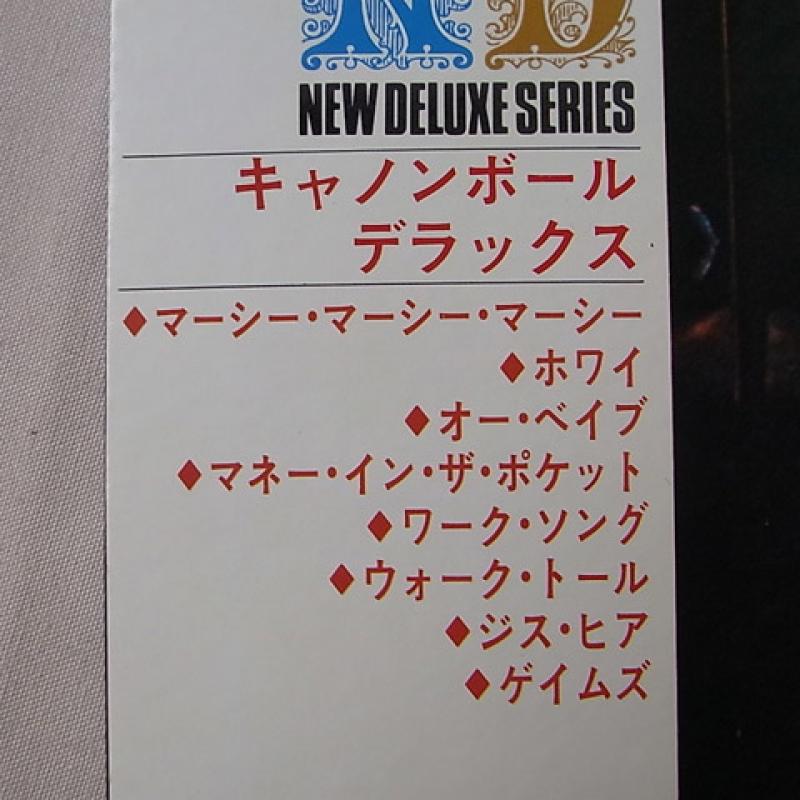 ND
NEW DELUXE SERIES
キャノンボール
デラックス
♦マーシー・マーシー・マーシー
♦ホワイ
♦オー・ベイブ
♦マネー・イン・ザ・ポケット
♦ワーク・ソング
♦ウォーク・トール
♦ジス・ヒア
♦ゲイムズ